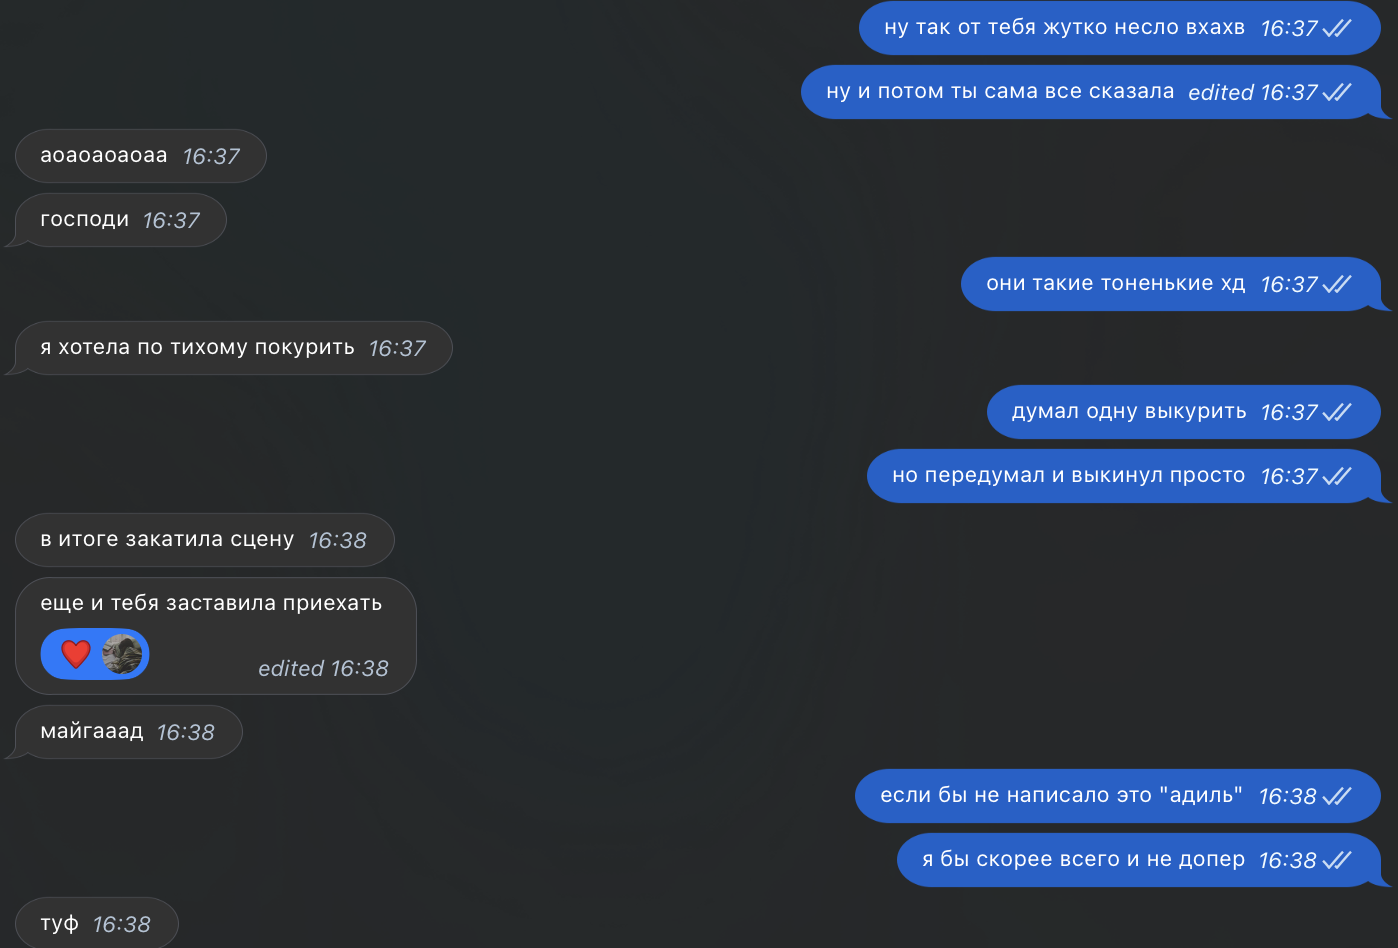 ну так от тебя жутко несло вхахв 16:37
ну и потом ты сама все сказала edited 16:37
аоаоаоаоаа 16:37
господи 16:37
они такие тоненькие хд 16:37
я хотела по тихому покурить 16:37
думал одну выкурить 16:37
но передумал и выкинул просто 16:37
в итоге закатила сцену 16:38
еще и тебя заставила приехать
edited 16:38
майгааад 16:38
если бы не написало это "адиль" 16:38
я бы скорее всего и не допер 16:38
туф 16:38